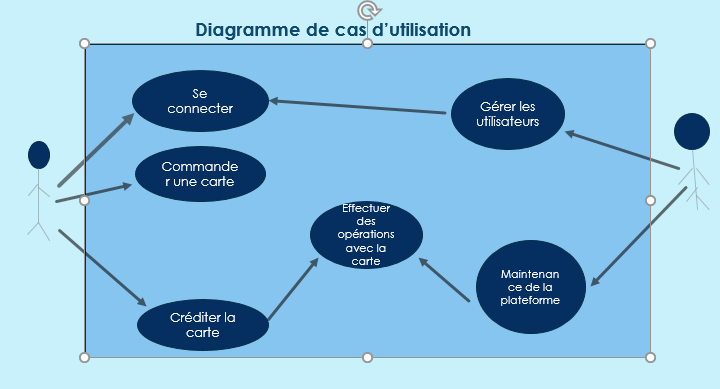 Diagramme de cas d’utilisation
Se
connecter
Gérer les
utilisateurs
Commande
r une carte
Effectuer
des
opérations
avec la
carte
Maintenan
ce de la
plateforme
Créditer la
carte